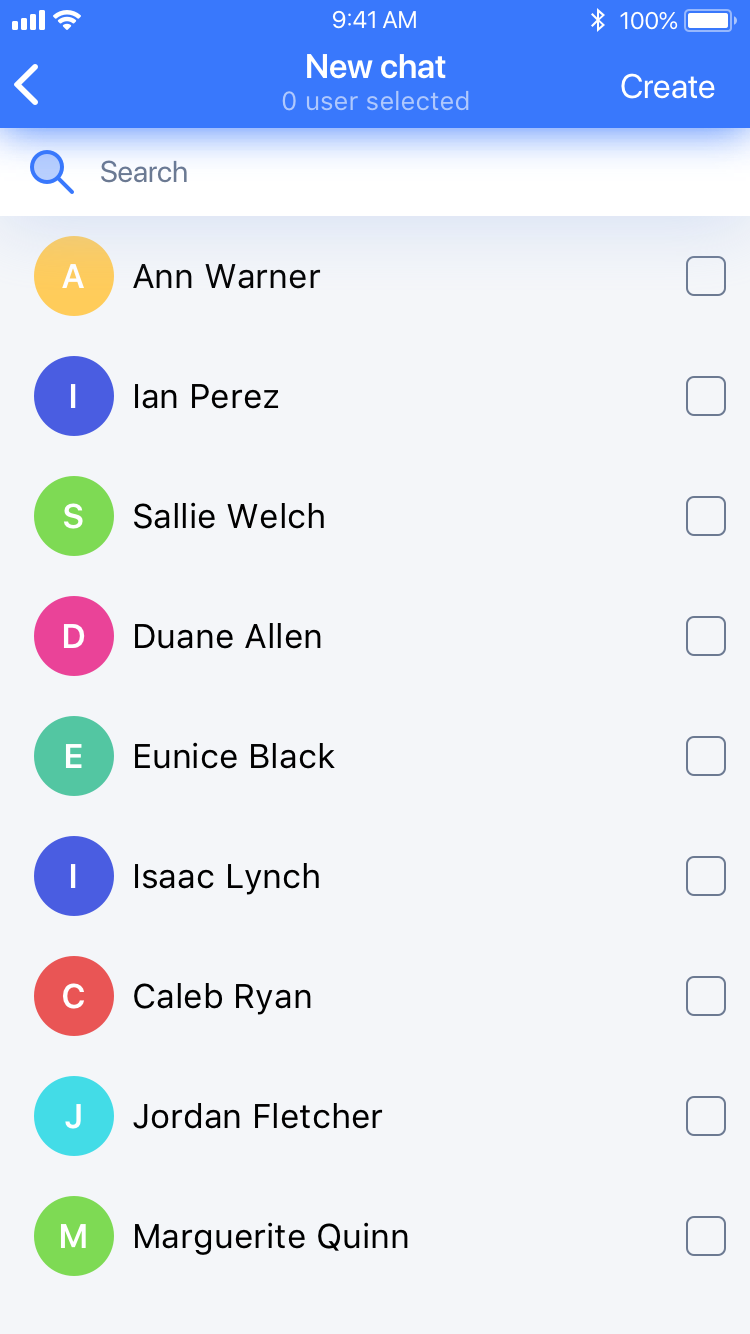 9:41 AM
100%
New chat
0 user selected
Create
Search
A Ann Warner
I Ian Perez
S Sallie Welch
D Duane Allen
E Eunice Black
I Isaac Lynch
C Caleb Ryan
J Jordan Fletcher
M Marguerite Quinn